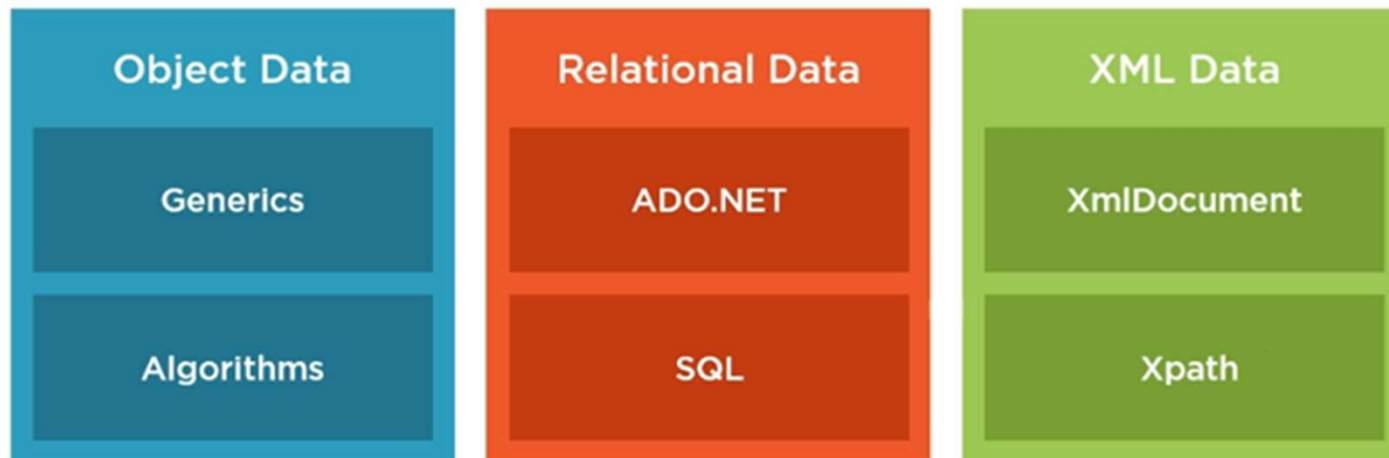 Object Data
Generics
Algorithms
Relational Data
ADO.NET
SQL
XML Data
XmlDocument
Xpath